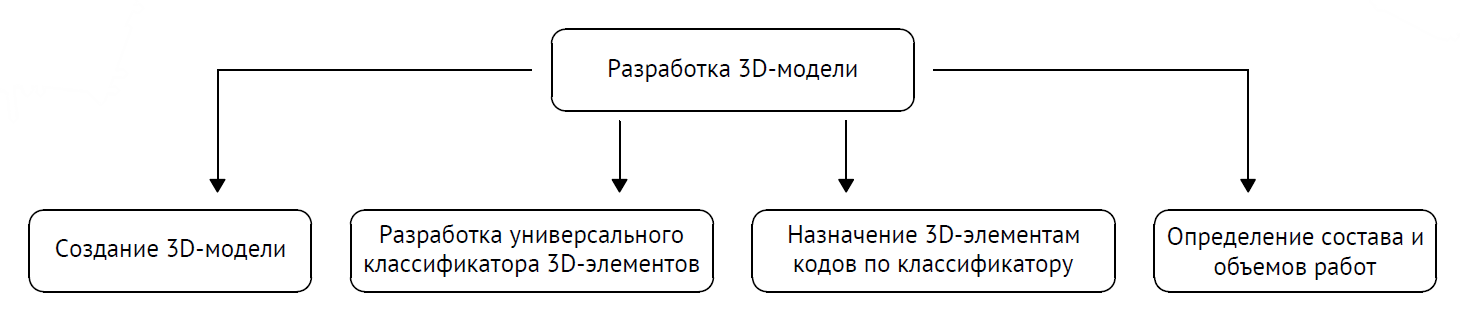 Разработка 3D-модели
Создание 3D-модели
Разработка универсального
классификатора 3D-элементов
Назначение 3D-элементам
кодов по классификатору
Определение состава и
объемов работ